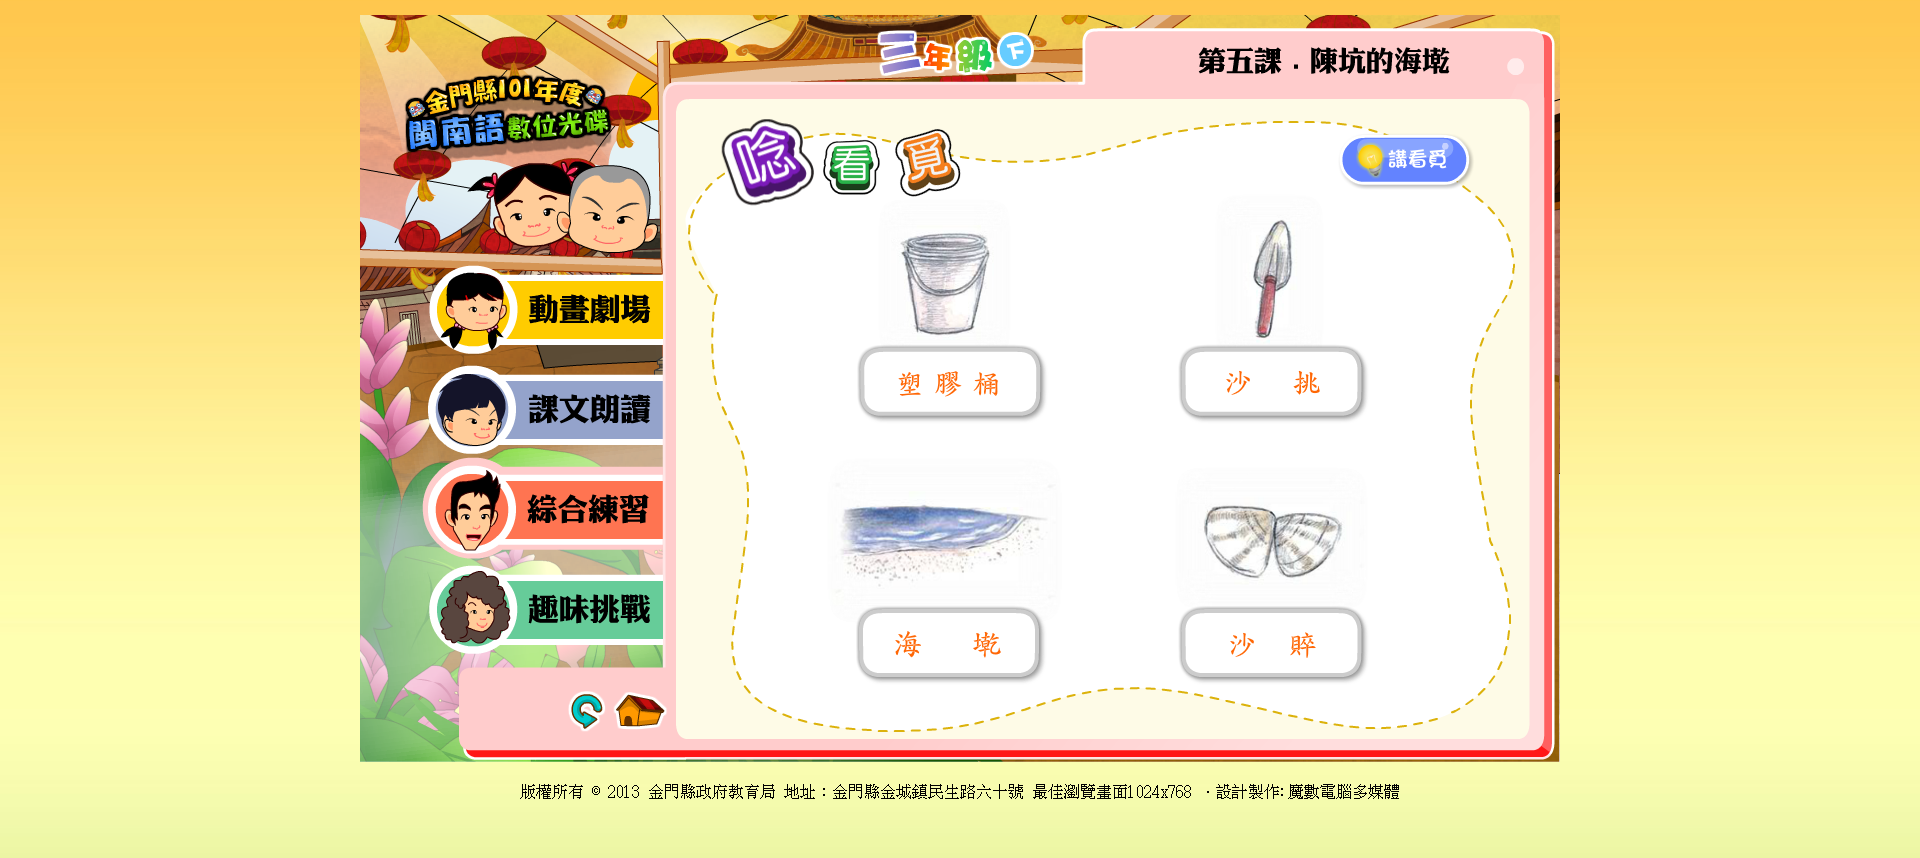 三年級 下
第五課．陳坑的海墘
金門縣101年度
閩南語數位光碟
唸看覓
講看覓
動畫劇場
課文朗讀
綜合練習
趣味挑戰
塑膠桶
沙 挑
海 墘
沙 睟
版權所有 © 2013 金門縣政府教育局 地址：金門縣金城鎮民生路六十號 最佳瀏覽畫面1024x768 ‧設計製作: 魔數電腦多媒體